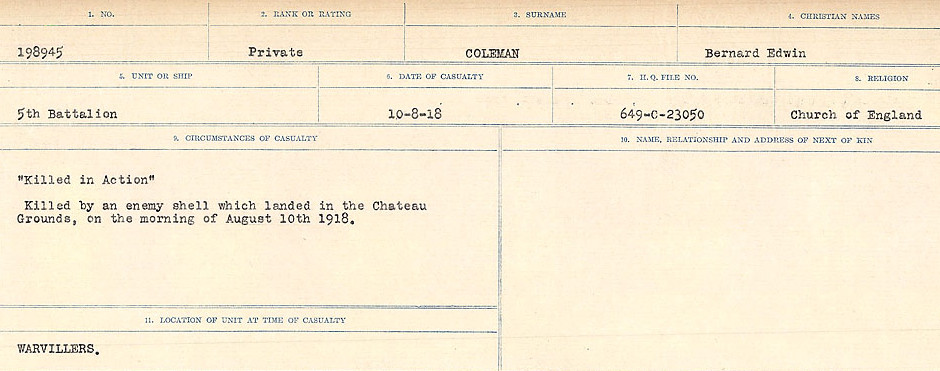 1. NO. 2. RANK OR RATING 3. SURNAME 4. CHRISTIAN NAMES
198945 Private COLEMAN Bernard Edwin
5. UNIT OR SHIP 6. DATE OF CASUALTY 7. H.Q. FILE NO. 8. RELIGION
5th Battalion 10-8-18 649-C-23050 Church of England
9. CIRCUMSTANCES OF CASUALTY 10. NAME, RELATIONSHIP AND ADDRESS OF NEXT OF KIN
"Killed in Action"
Killed by an enemy shell which landed in the Chateau
Grounds, on the morning of August 10th 1918.
11. LOCATION OF UNIT AT TIME OF CASUALTY
WARVILLERS.